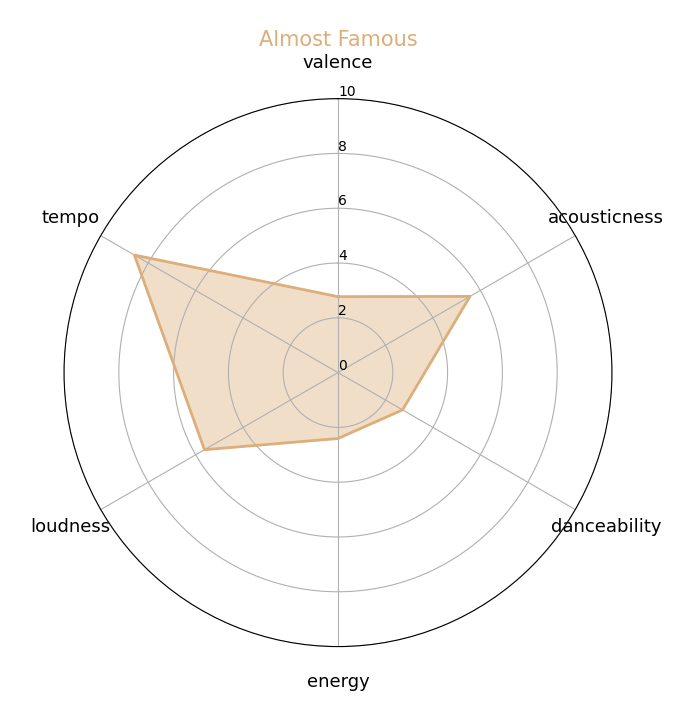 Almost Famous
valence
10
8
6
4
2
0
tempo
acousticness
loudness
danceability
energy